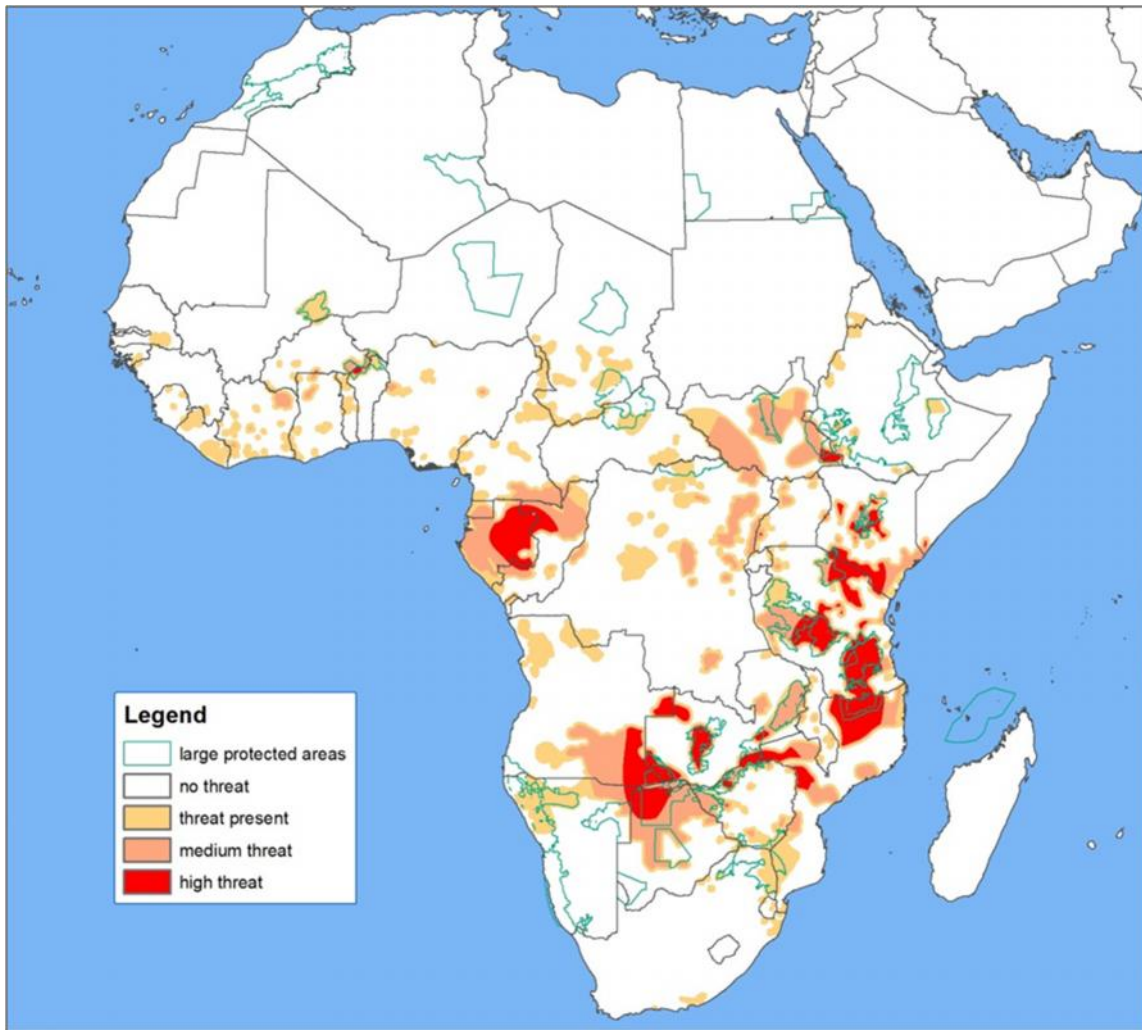 Legend
large protected areas
no threat
threat present
medium threat
high threat